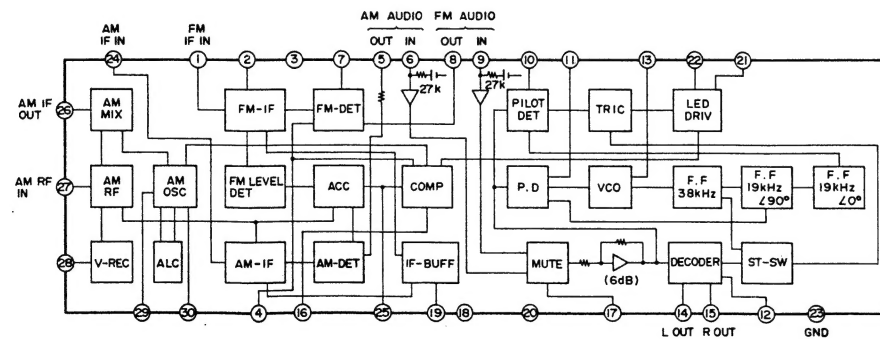 AM IF IN
FM IF IN
AM AUDIO
FM AUDIO
OUT IN OUT IN
24 1 2 3 7 5 6 8 9 10 11 13 22 21
27k
27k
AM IF OUT
26
AM MIX
FM-IF
FM-DET
PILOT DET
TRIC
LED DRIV
AM RF IN
27
AM RF
AM OSC
FM LEVEL DET
ACC
COMP
P.D
VCO
F.F 38kHz
F.F 19kHz ∠90°
F.F 19kHz ∠0°
28
V-REC
ALC
AM-IF
AM-DET
IF-BUFF
MUTE
(6dB)
DECODER
ST-SW
29 30 4 16 25 19 18 20 17 14 15 12 23
L OUT R OUT
GND